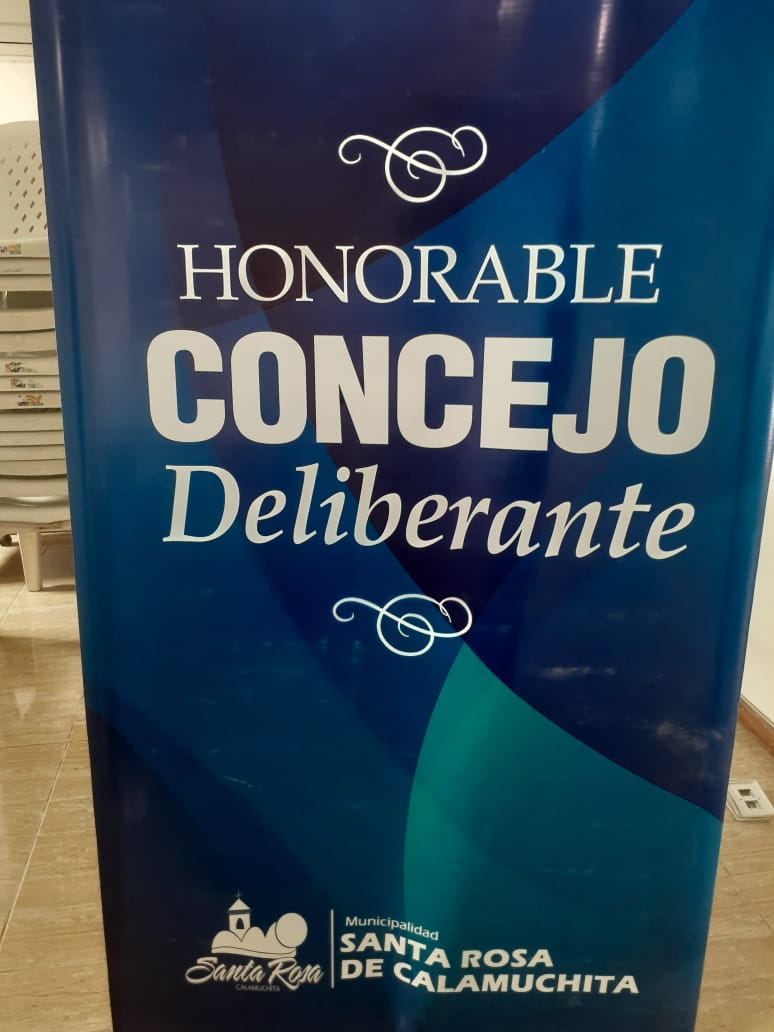 HONORABLE
CONCEJO
Deliberante
Santa Rosa
CALAMUCHITA
Municipalidad
SANTA ROSA
DE CALAMUCHITA